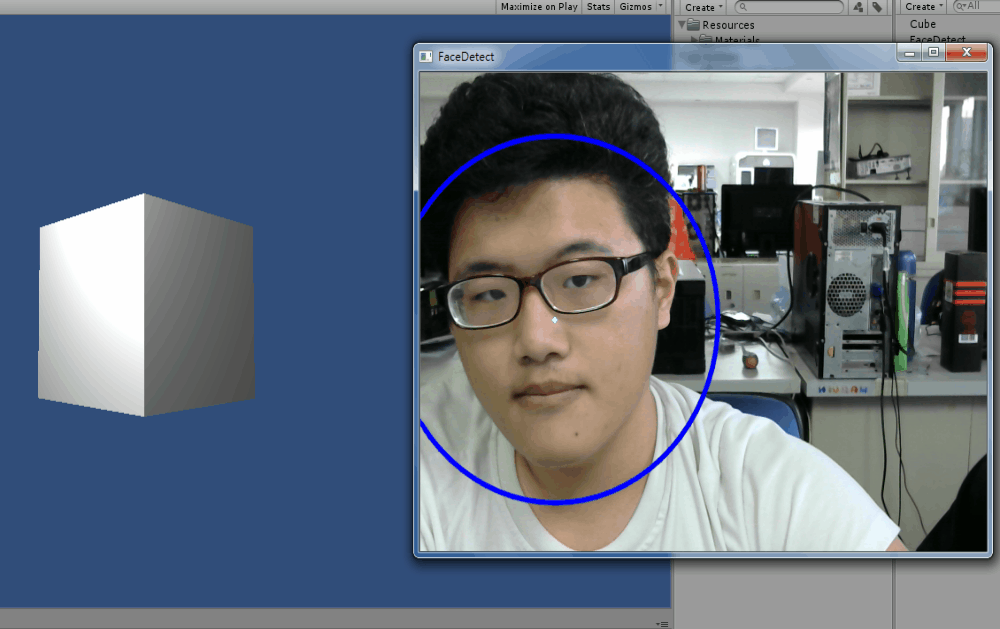 Maximize on Play Stats Gizmos
Create
Create
All
Resources
Cube
Materials
FaceDetect
FaceDetect